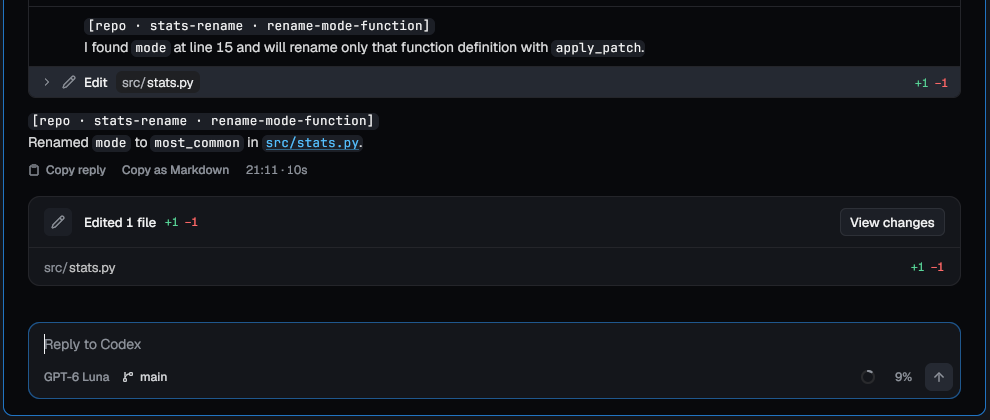 [repo · stats-rename · rename-mode-function]
I found mode at line 15 and will rename only that function definition with apply_patch.
Edit src/stats.py +1 −1
[repo · stats-rename · rename-mode-function]
Renamed mode to most_common in src/stats.py.
Copy reply Copy as Markdown 21:11 · 10s
Edited 1 file +1 −1 View changes
src/stats.py +1 −1
Reply to Codex
GPT-6 Luna main 9%